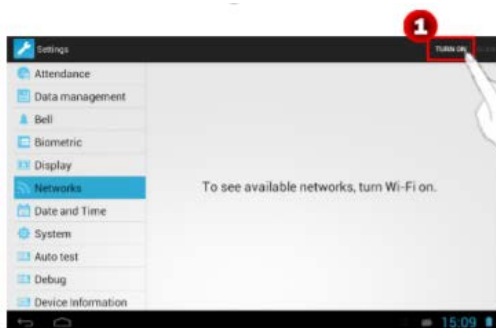 1
Settings
TURN ON
Attendance
Data management
Bell
Biometric
Display
Networks
To see available networks, turn Wi-Fi on.
Date and Time
System
Auto test
Debug
Device Information
15:09